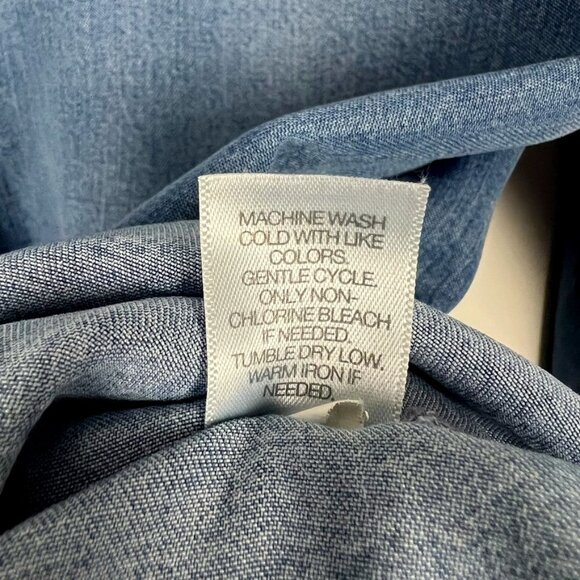 MACHINE WASH
COLD WITH LIKE
COLORS.
GENTLE CYCLE.
ONLY NON-
CHLORINE BLEACH
IF NEEDED.
TUMBLE DRY LOW.
WARM IRON IF
NEEDED.